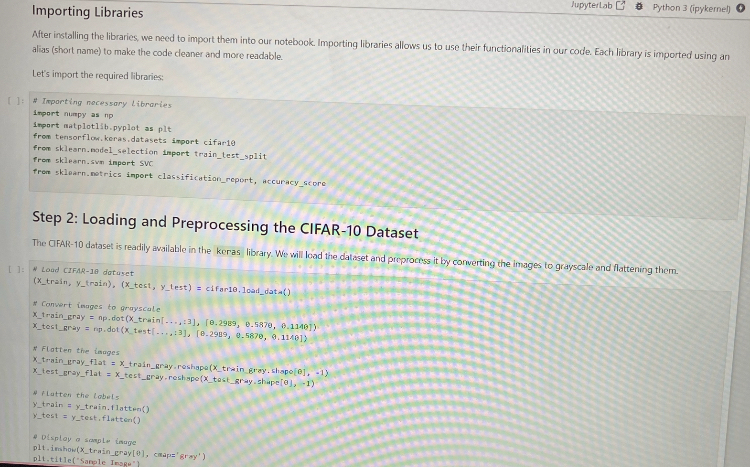 JupyterLab Python 3 (ipykernel)
Importing Libraries
After installing the libraries, we need to import them into our notebook. Importing libraries allows us to use their functionalities in our code. Each library is imported using an
alias (short name) to make the code cleaner and more readable.
Let's import the required libraries:
[ ]: # Importing necessary libraries
import numpy as np
import matplotlib.pyplot as plt
from tensorflow.keras.datasets import cifar10
from sklearn.model_selection import train_test_split
from sklearn.svm import SVC
from sklearn.metrics import classification_report, accuracy_score
Step 2: Loading and Preprocessing the CIFAR-10 Dataset
The CIFAR-10 dataset is readily available in the keras library. We will load the dataset and preprocess it by converting the images to grayscale and flattening them.
[ ]: # Load CIFAR-10 dataset
(X_train, y_train), (X_test, y_test) = cifar10.load_data()
# Convert images to grayscale
X_train_gray = np.dot(X_train[...,:3], [0.2989, 0.5870, 0.1140])
X_test_gray = np.dot(X_test[...,:3], [0.2989, 0.5870, 0.1140])
# Flatten the images
X_train_gray_flat = X_train_gray.reshape(X_train_gray.shape[0], -1)
X_test_gray_flat = X_test_gray.reshape(X_test_gray.shape[0], -1)
# Flatten the labels
y_train = y_train.flatten()
y_test = y_test.flatten()
# Display a sample image
plt.imshow(X_train_gray[0], cmap='gray')
plt.title('Sample Image')